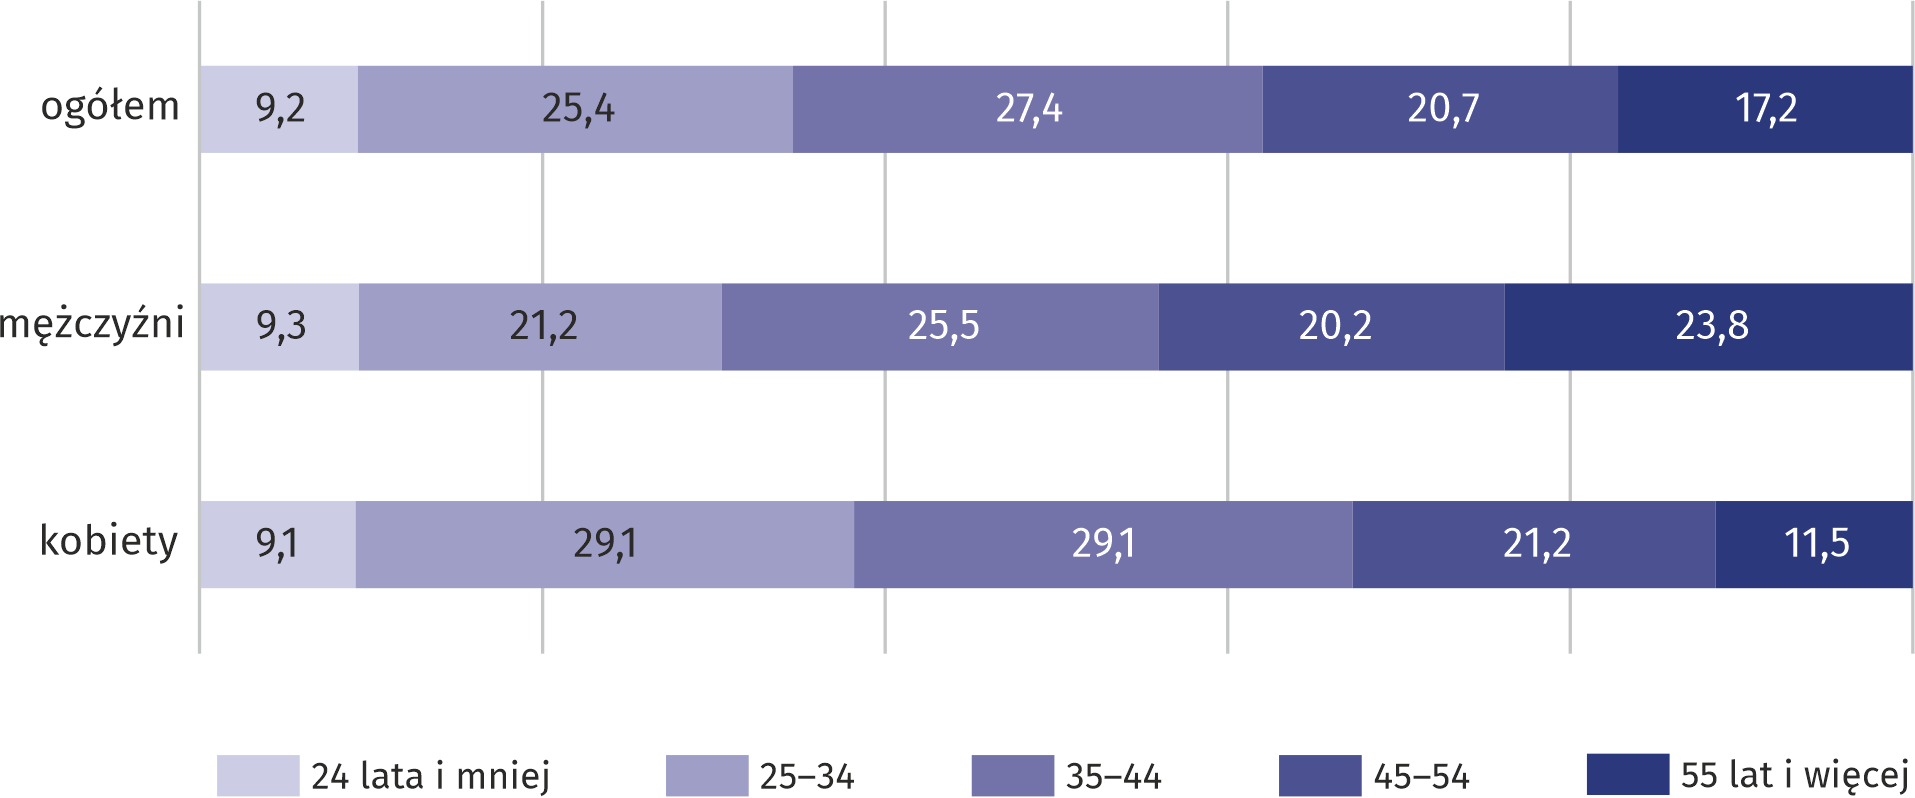 ogółem 9,2 25,4 27,4 20,7 17,2
mężczyźni 9,3 21,2 25,5 20,2 23,8
kobiety 9,1 29,1 29,1 21,2 11,5
24 lata i mniej 25–34 35–44 45–54 55 lat i więcej